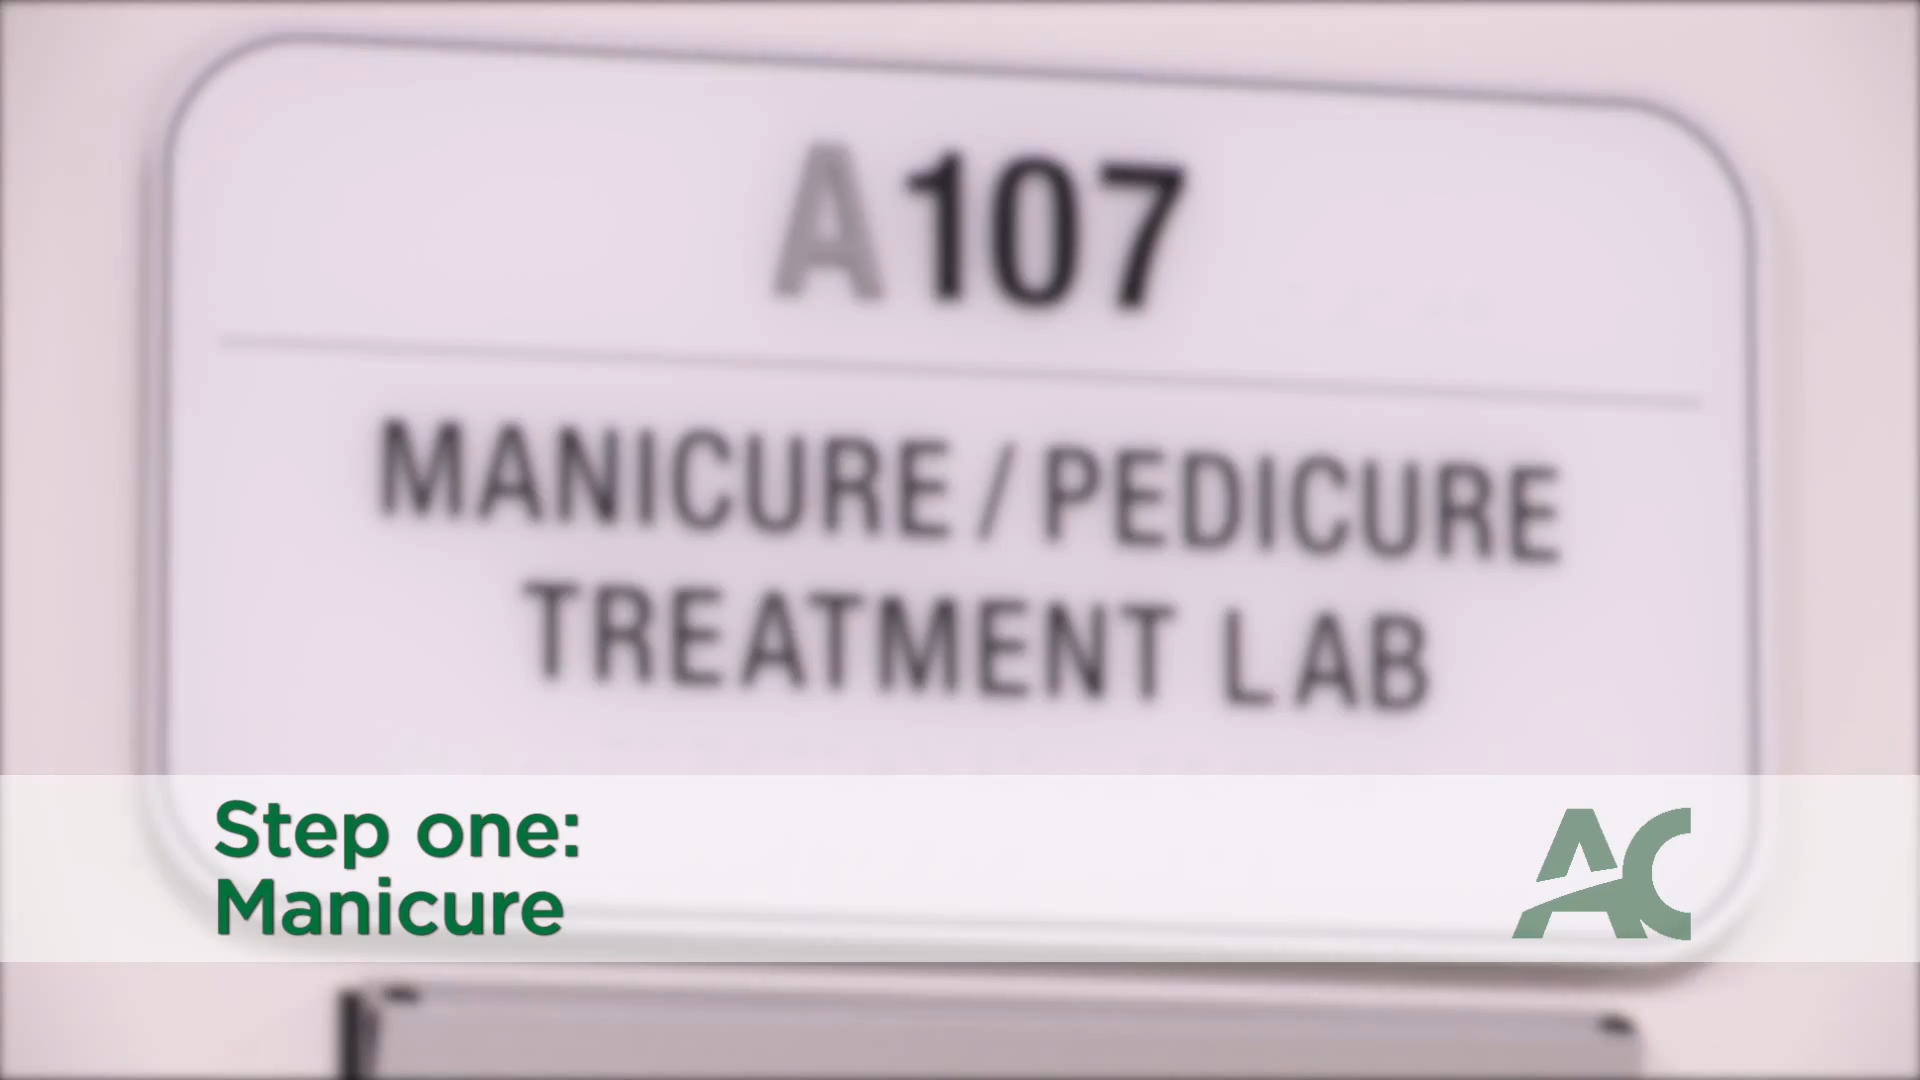 A107
MANICURE / PEDICURE
TREATMENT LAB
Step one:
Manicure
AC